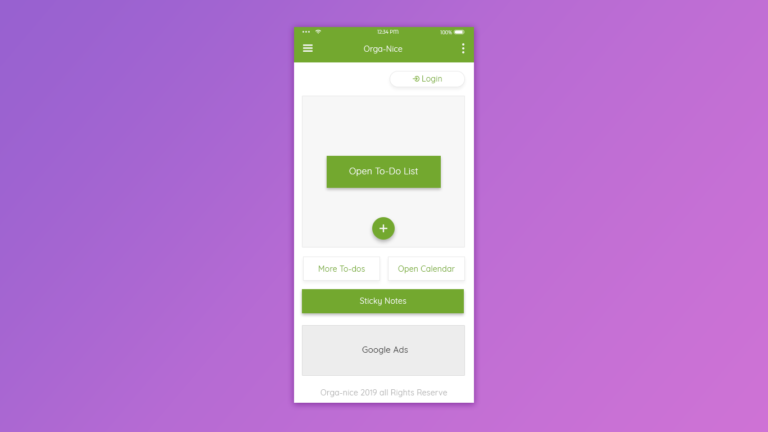 12:34 PM
100%
Orga-Nice
Login
Open To-Do List
+
More To-dos
Open Calendar
Sticky Notes
Google Ads
Orga-nice 2019 all Rights Reserve